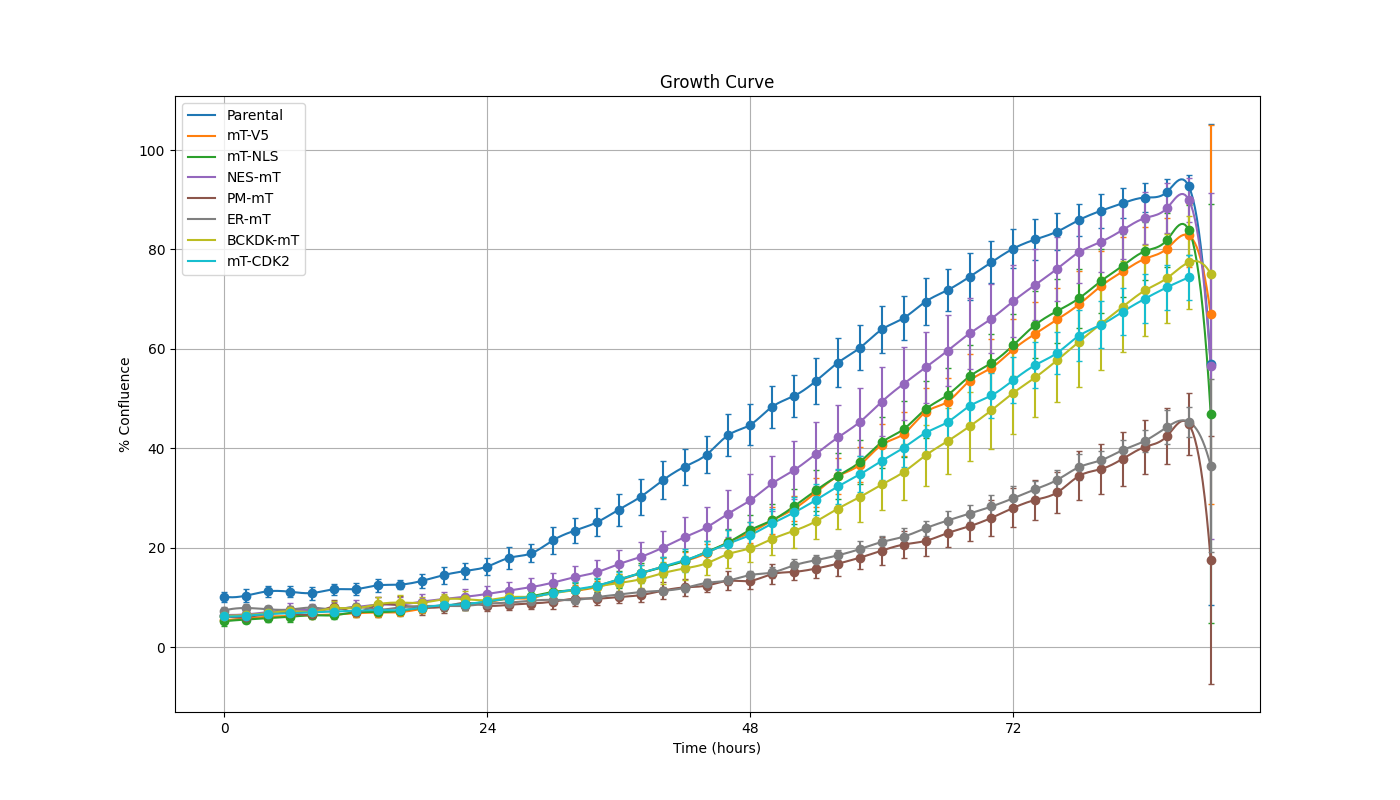 Growth Curve
Parental
mT-V5
mT-NLS
NES-mT
PM-mT
ER-mT
BCKDK-mT
mT-CDK2
100
80
60
40
20
0
% Confluence
0 24 48 72
Time (hours)